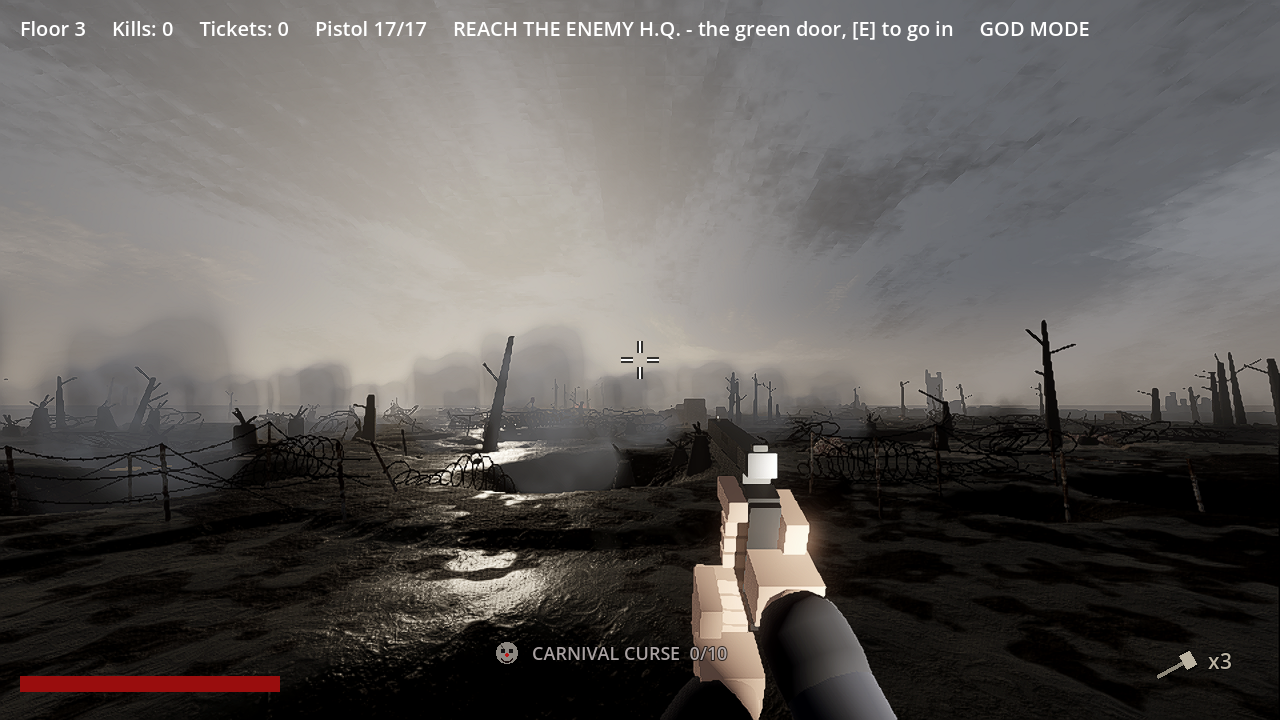 Floor 3 Kills: 0 Tickets: 0 Pistol 17/17 REACH THE ENEMY H.Q. - the green door, [E] to go in GOD MODE
CARNIVAL CURSE 0/10
x3